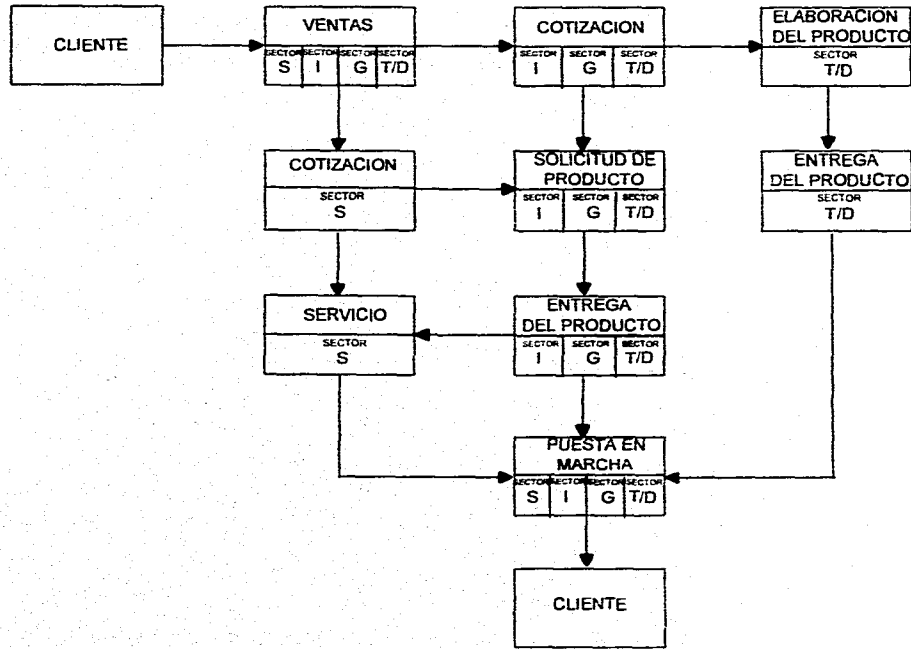 CLIENTE
VENTAS
SECTOR SECTOR SECTOR SECTOR
S I G T/D
COTIZACION
SECTOR SECTOR SECTOR
I G T/D
ELABORACION
DEL PRODUCTO
SECTOR
T/D
COTIZACION
SECTOR
S
SOLICITUD DE
PRODUCTO
SECTOR SECTOR SECTOR
I G T/D
ENTREGA
DEL PRODUCTO
SECTOR
T/D
SERVICIO
SECTOR
S
ENTREGA
DEL PRODUCTO
SECTOR SECTOR SECTOR
I G T/D
PUESTA EN
MARCHA
SECTOR SECTOR SECTOR SECTOR
S I G T/D
CLIENTE